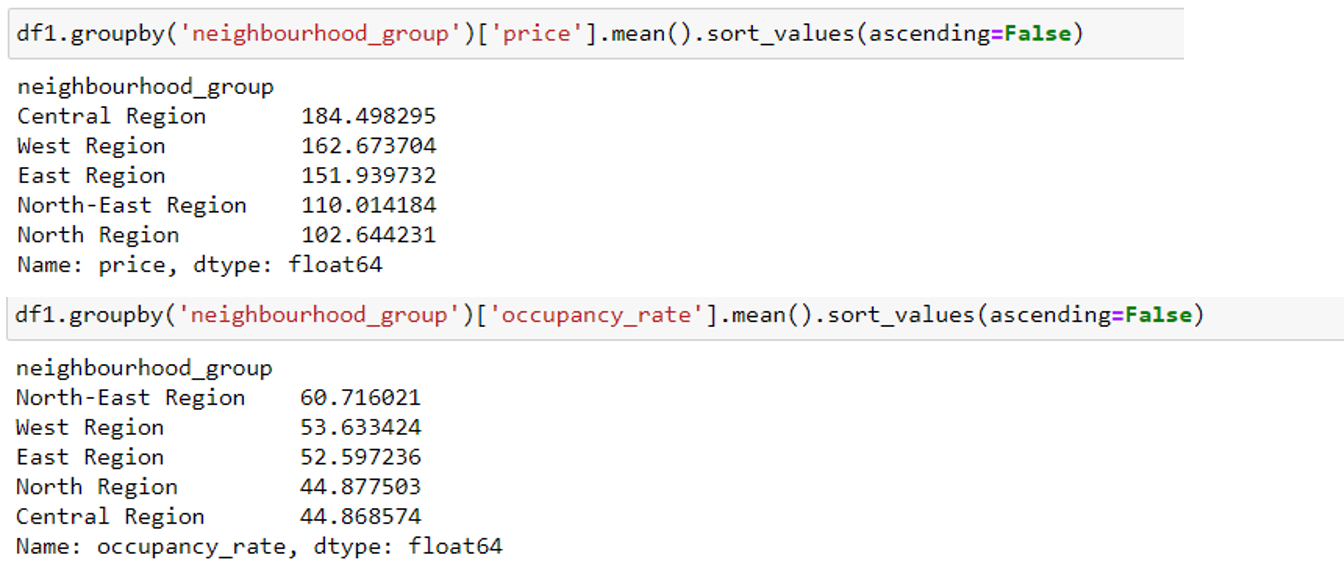 df1.groupby('neighbourhood_group')['price'].mean().sort_values(ascending=False)
neighbourhood_group
Central Region 184.498295
West Region 162.673704
East Region 151.939732
North-East Region 110.014184
North Region 102.644231
Name: price, dtype: float64
df1.groupby('neighbourhood_group')['occupancy_rate'].mean().sort_values(ascending=False)
neighbourhood_group
North-East Region 60.716021
West Region 53.633424
East Region 52.597236
North Region 44.877503
Central Region 44.868574
Name: occupancy_rate, dtype: float64